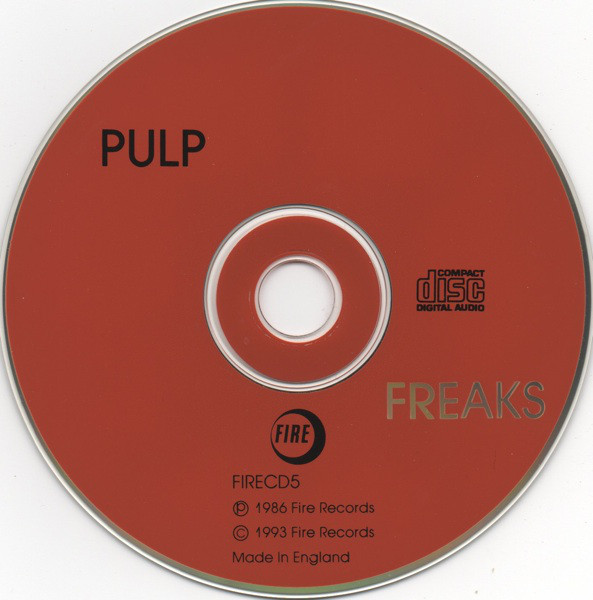 PULP
COMPACT
disc
DIGITAL AUDIO
FREAKS
FIRE
FIRECD5
℗ 1986 Fire Records
© 1993 Fire Records
Made in England